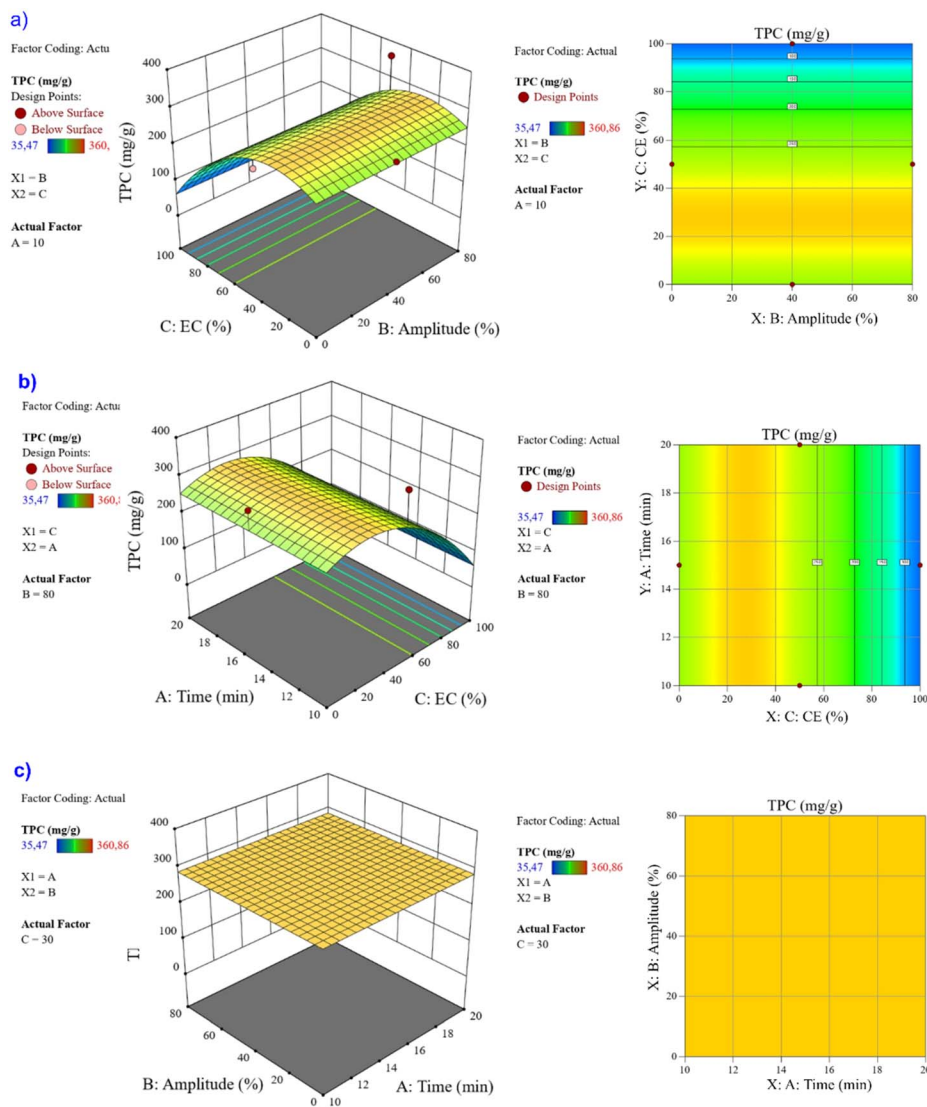 a)
Factor Coding: Actu
TPC (mg/g)
Design Points:
Above Surface
Below Surface
35,47 360,
X1 = B
X2 = C
Actual Factor
A = 10
TPC (mg/g)
400
300
200
100
0
100
80
60
40
20
0
C: EC (%)
0
20
40
60
80
B: Amplitude (%)
Factor Coding: Actual
TPC (mg/g)
Design Points
35,47 360,86
X1 = B
X2 = C
Actual Factor
A = 10
TPC (mg/g)
Y: C: CE (%)
100
80
60
40
20
0
0 20 40 60 80
X: B: Amplitude (%)
b)
Factor Coding: Actu
TPC (mg/g)
Design Points:
Above Surface
Below Surface
35,47 360,8
X1 = C
X2 = A
Actual Factor
B = 80
TPC (mg/g)
400
300
200
100
0
20
18
16
14
12
10
A: Time (min)
0
20
40
60
80
100
C: EC (%)
Factor Coding: Actual
TPC (mg/g)
Design Points
35,47 360,86
X1 = C
X2 = A
Actual Factor
B = 80
TPC (mg/g)
Y: A: Time (min)
20
18
16
14
12
10
0 20 40 60 80 100
X: C: CE (%)
c)
Factor Coding: Actual
TPC (mg/g)
35,47 360,86
X1 = A
X2 = B
Actual Factor
C = 30
400
300
200
100
0
80
60
40
20
0
B: Amplitude (%)
10
12
14
16
18
20
A: Time (min)
Factor Coding: Actual
TPC (mg/g)
35,47 360,86
X1 = A
X2 = B
Actual Factor
C = 30
TPC (mg/g)
X: B: Amplitude (%)
80
60
40
20
0
10 12 14 16 18 20
X: A: Time (min)